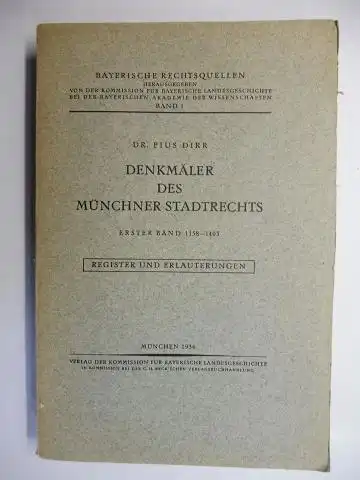 BAYERISCHE RECHTSQUELLEN
HERAUSGEGEBEN
VON DER KOMMISSION FÜR BAYERISCHE LANDESGESCHICHTE
BEI DER BAYERISCHEN AKADEMIE DER WISSENSCHAFTEN
BAND 1
DR. PIUS DIRR
DENKMÄLER
DES
MÜNCHNER STADTRECHTS
ERSTER BAND 1158–1403
REGISTER UND ERLÄUTERUNGEN
MÜNCHEN 1936
VERLAG DER KOMMISSION FÜR BAYERISCHE LANDESGESCHICHTE
IN KOMMISSION BEI DER C. H. BECK'SCHEN VERLAGSBUCHHANDLUNG